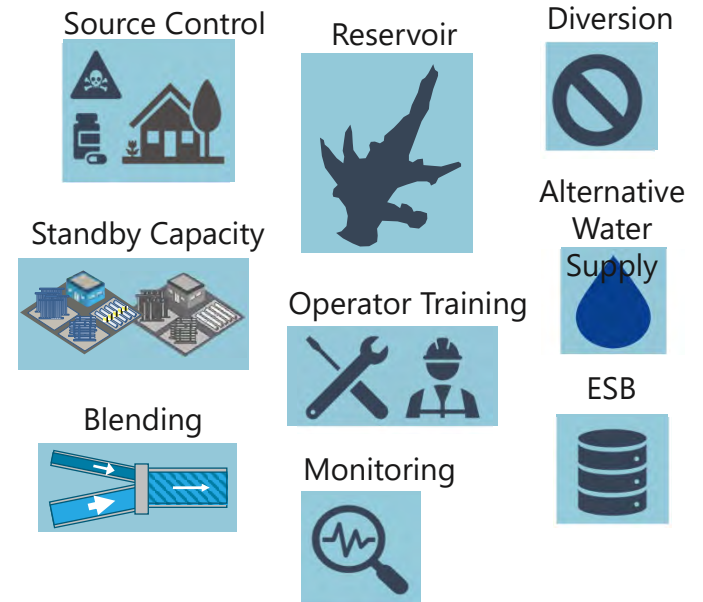 Source Control
Reservoir
Diversion
Standby Capacity
Alternative
Water
Supply
Operator Training
Blending
ESB
Monitoring